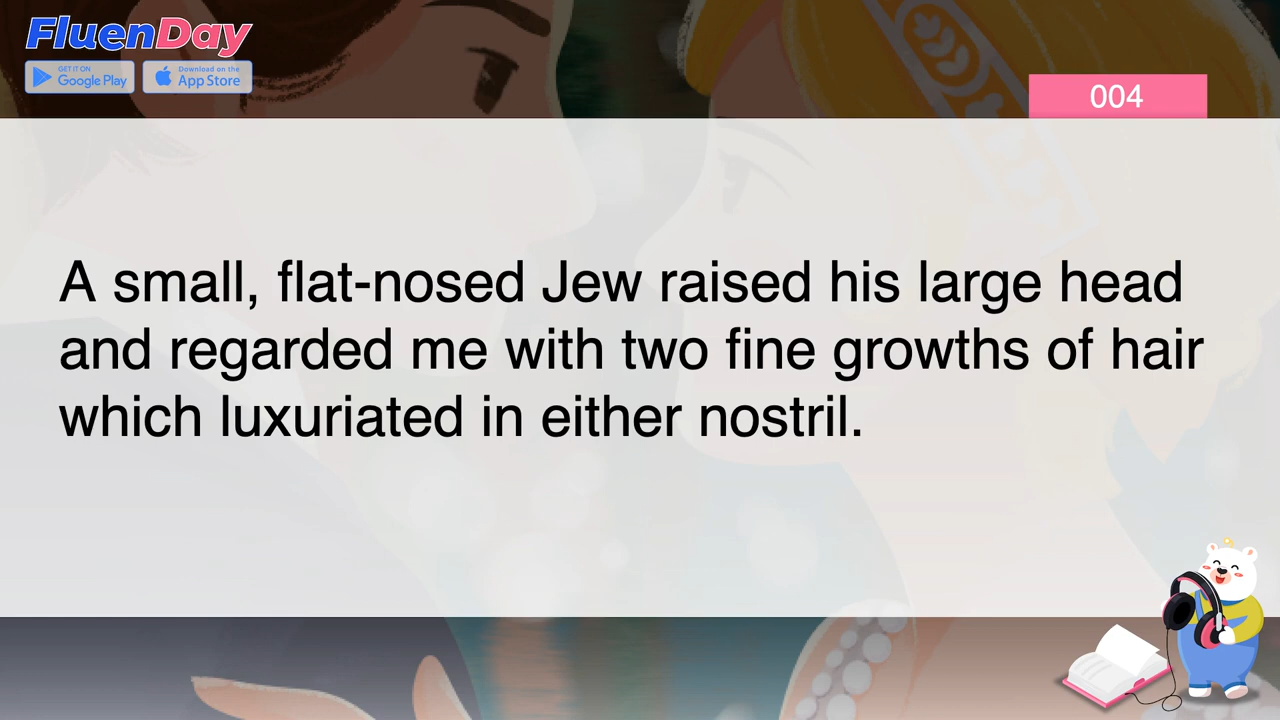 FluenDay
GET IT ON
Google Play
Download on the
App Store
004
A small, flat-nosed Jew raised his large head
and regarded me with two fine growths of hair
which luxuriated in either nostril.